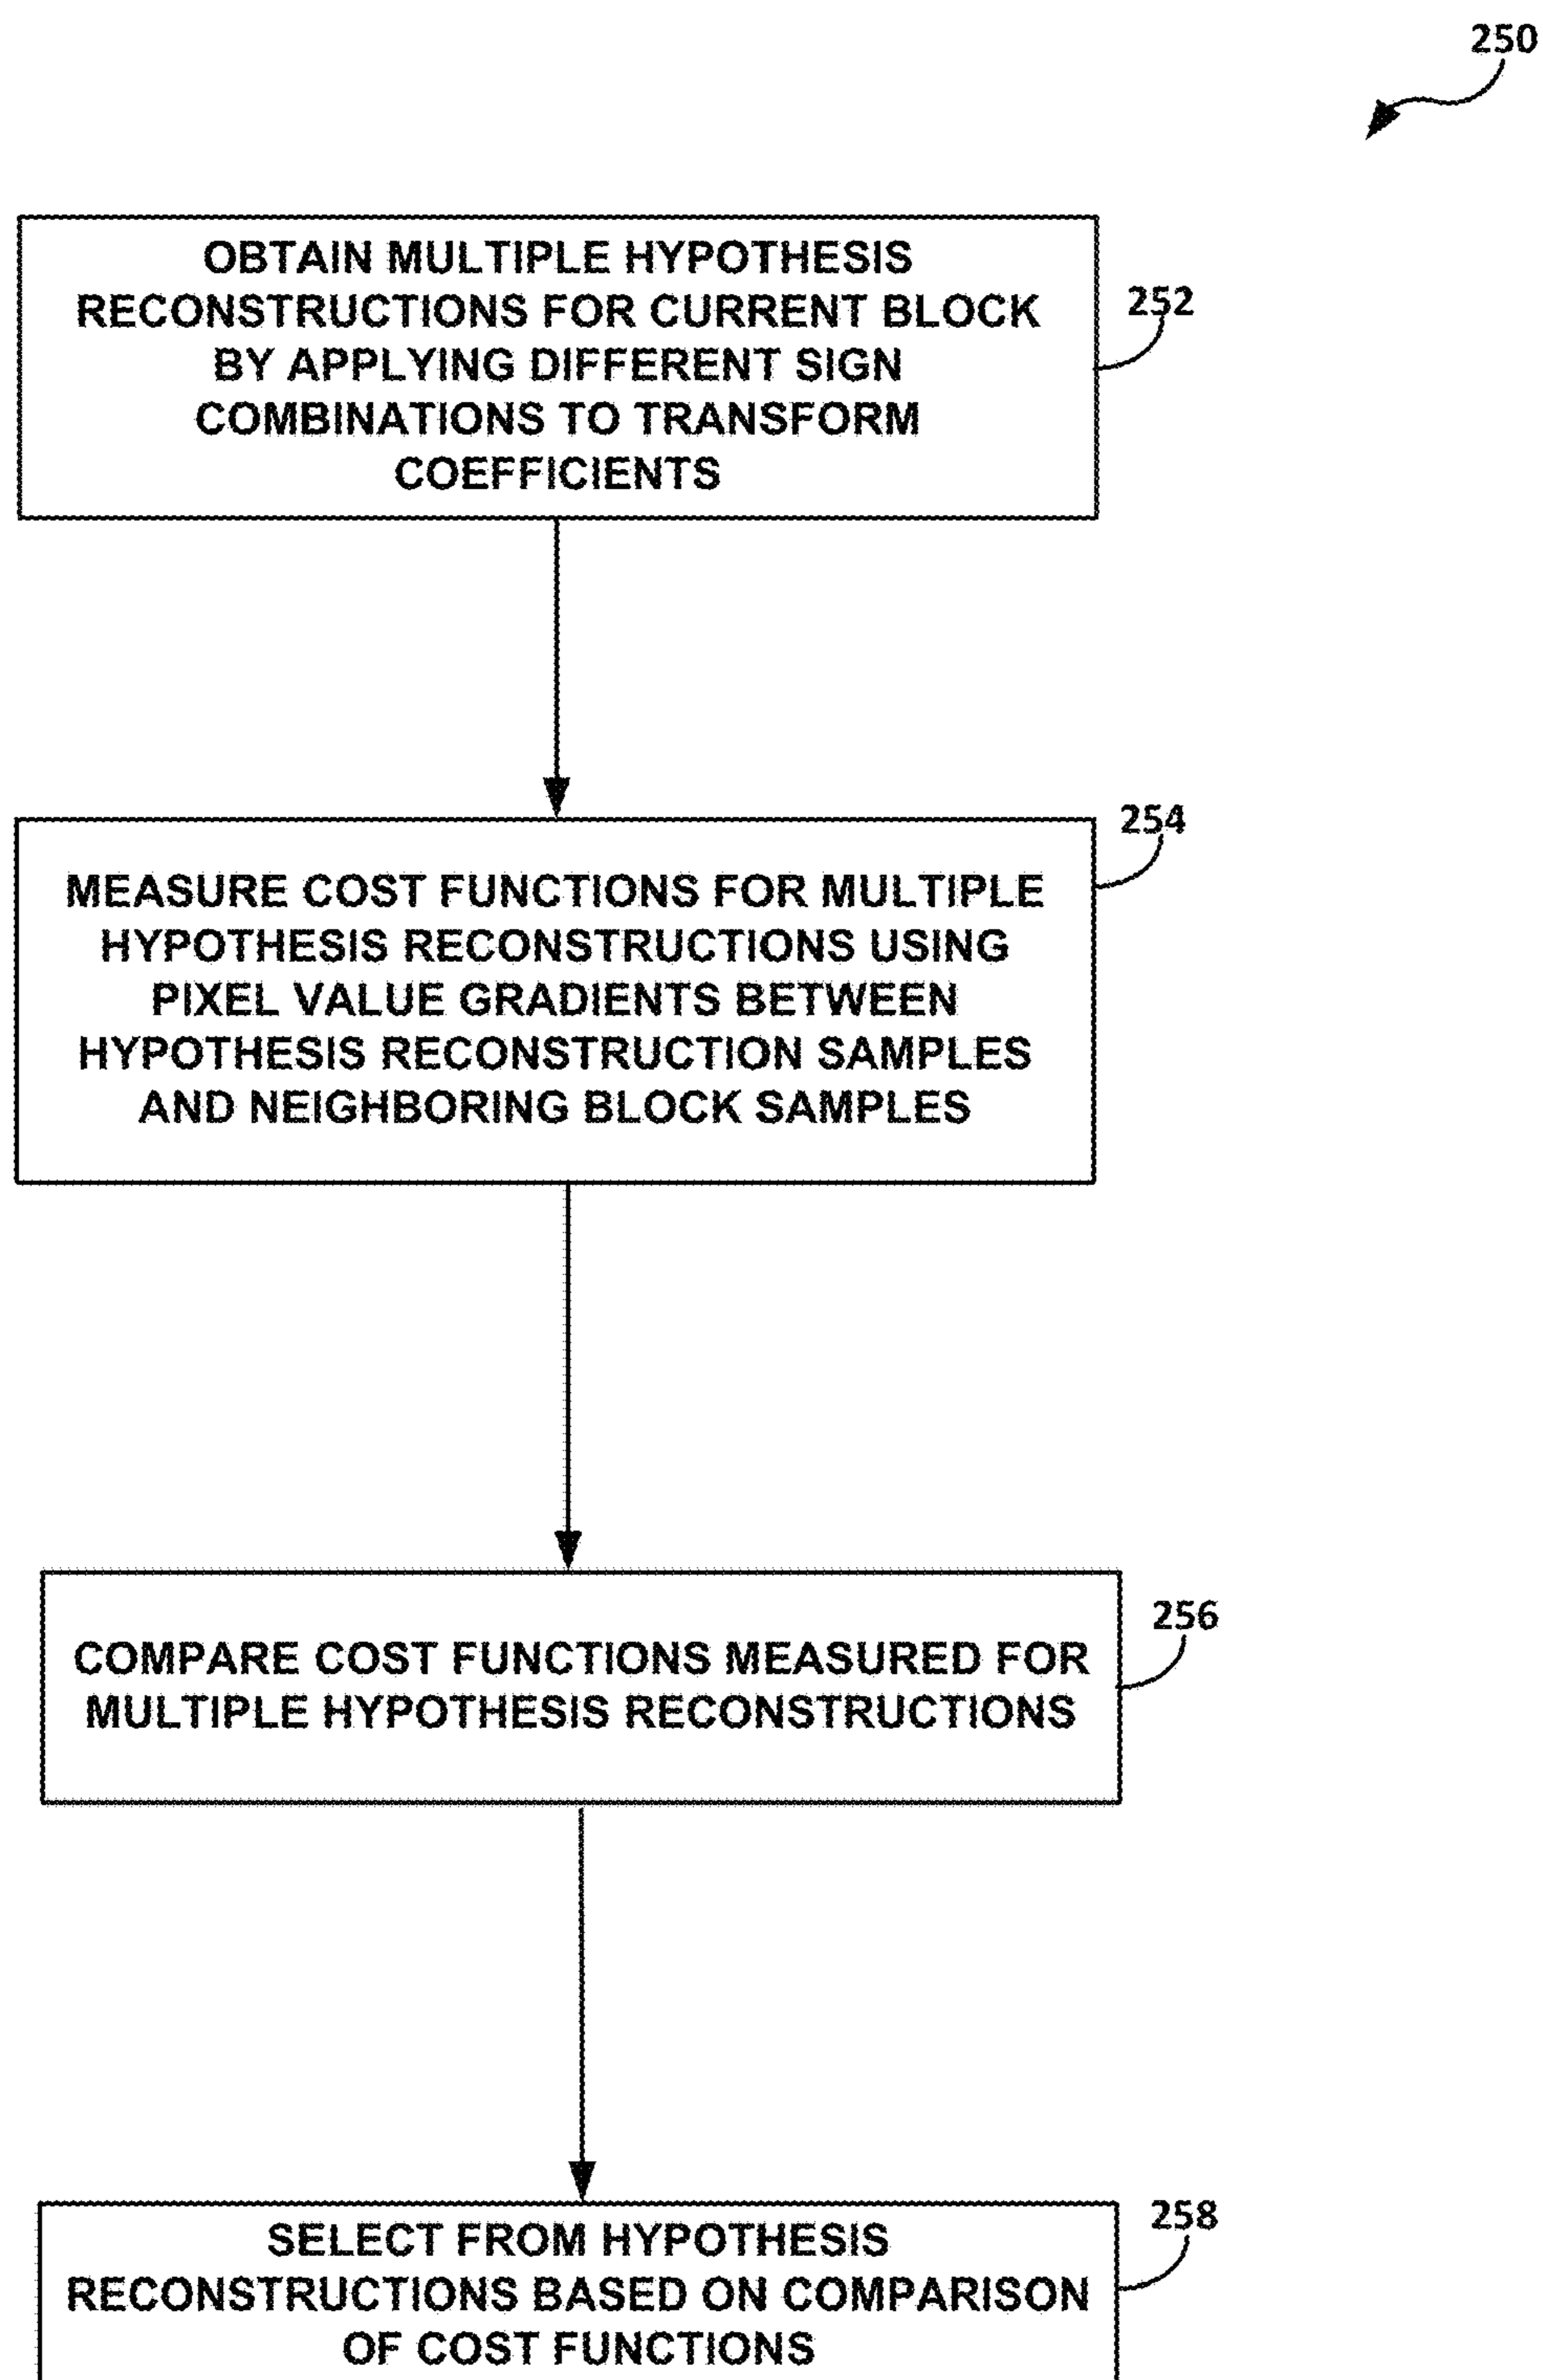 250
OBTAIN MULTIPLE HYPOTHESIS
RECONSTRUCTIONS FOR CURRENT BLOCK
BY APPLYING DIFFERENT SIGN
COMBINATIONS TO TRANSFORM
COEFFICIENTS
252
254
MEASURE COST FUNCTIONS FOR MULTIPLE
HYPOTHESIS RECONSTRUCTIONS USING
PIXEL VALUE GRADIENTS BETWEEN
HYPOTHESIS RECONSTRUCTION SAMPLES
AND NEIGHBORING BLOCK SAMPLES
256
COMPARE COST FUNCTIONS MEASURED FOR
MULTIPLE HYPOTHESIS RECONSTRUCTIONS
258
SELECT FROM HYPOTHESIS
RECONSTRUCTIONS BASED ON COMPARISON
OF COST FUNCTIONS